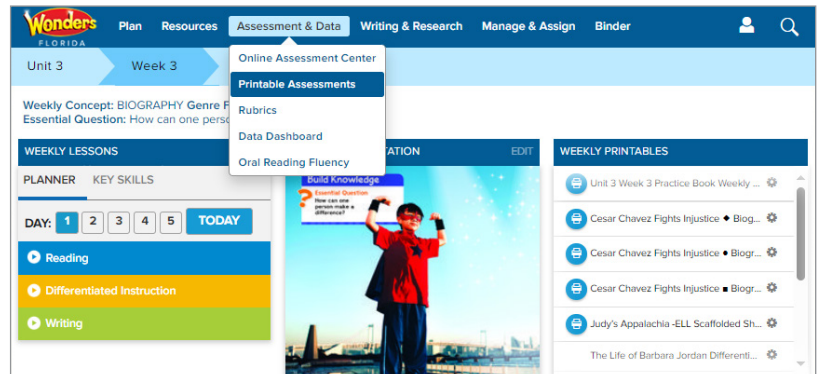 Wonders
FLORIDA
Plan Resources Assessment & Data Writing & Research Manage & Assign Binder
Unit 3 Week 3
Online Assessment Center
Printable Assessments
Rubrics
Data Dashboard
Oral Reading Fluency
Weekly Concept: BIOGRAPHY Genre F
Essential Question: How can one perso
WEEKLY LESSONS
PLANNER KEY SKILLS
DAY: 1 2 3 4 5 TODAY
Reading
Differentiated Instruction
Writing
TATION EDIT
Build Knowledge
Essential Question
How can one
person make a
difference?
WEEKLY PRINTABLES
Unit 3 Week 3 Practice Book Weekly ...
Cesar Chavez Fights Injustice ◆ Biog...
Cesar Chavez Fights Injustice ● Biogr...
Cesar Chavez Fights Injustice ■ Biogr...
Judy's Appalachia -ELL Scaffolded Sh...
The Life of Barbara Jordan Differenti...